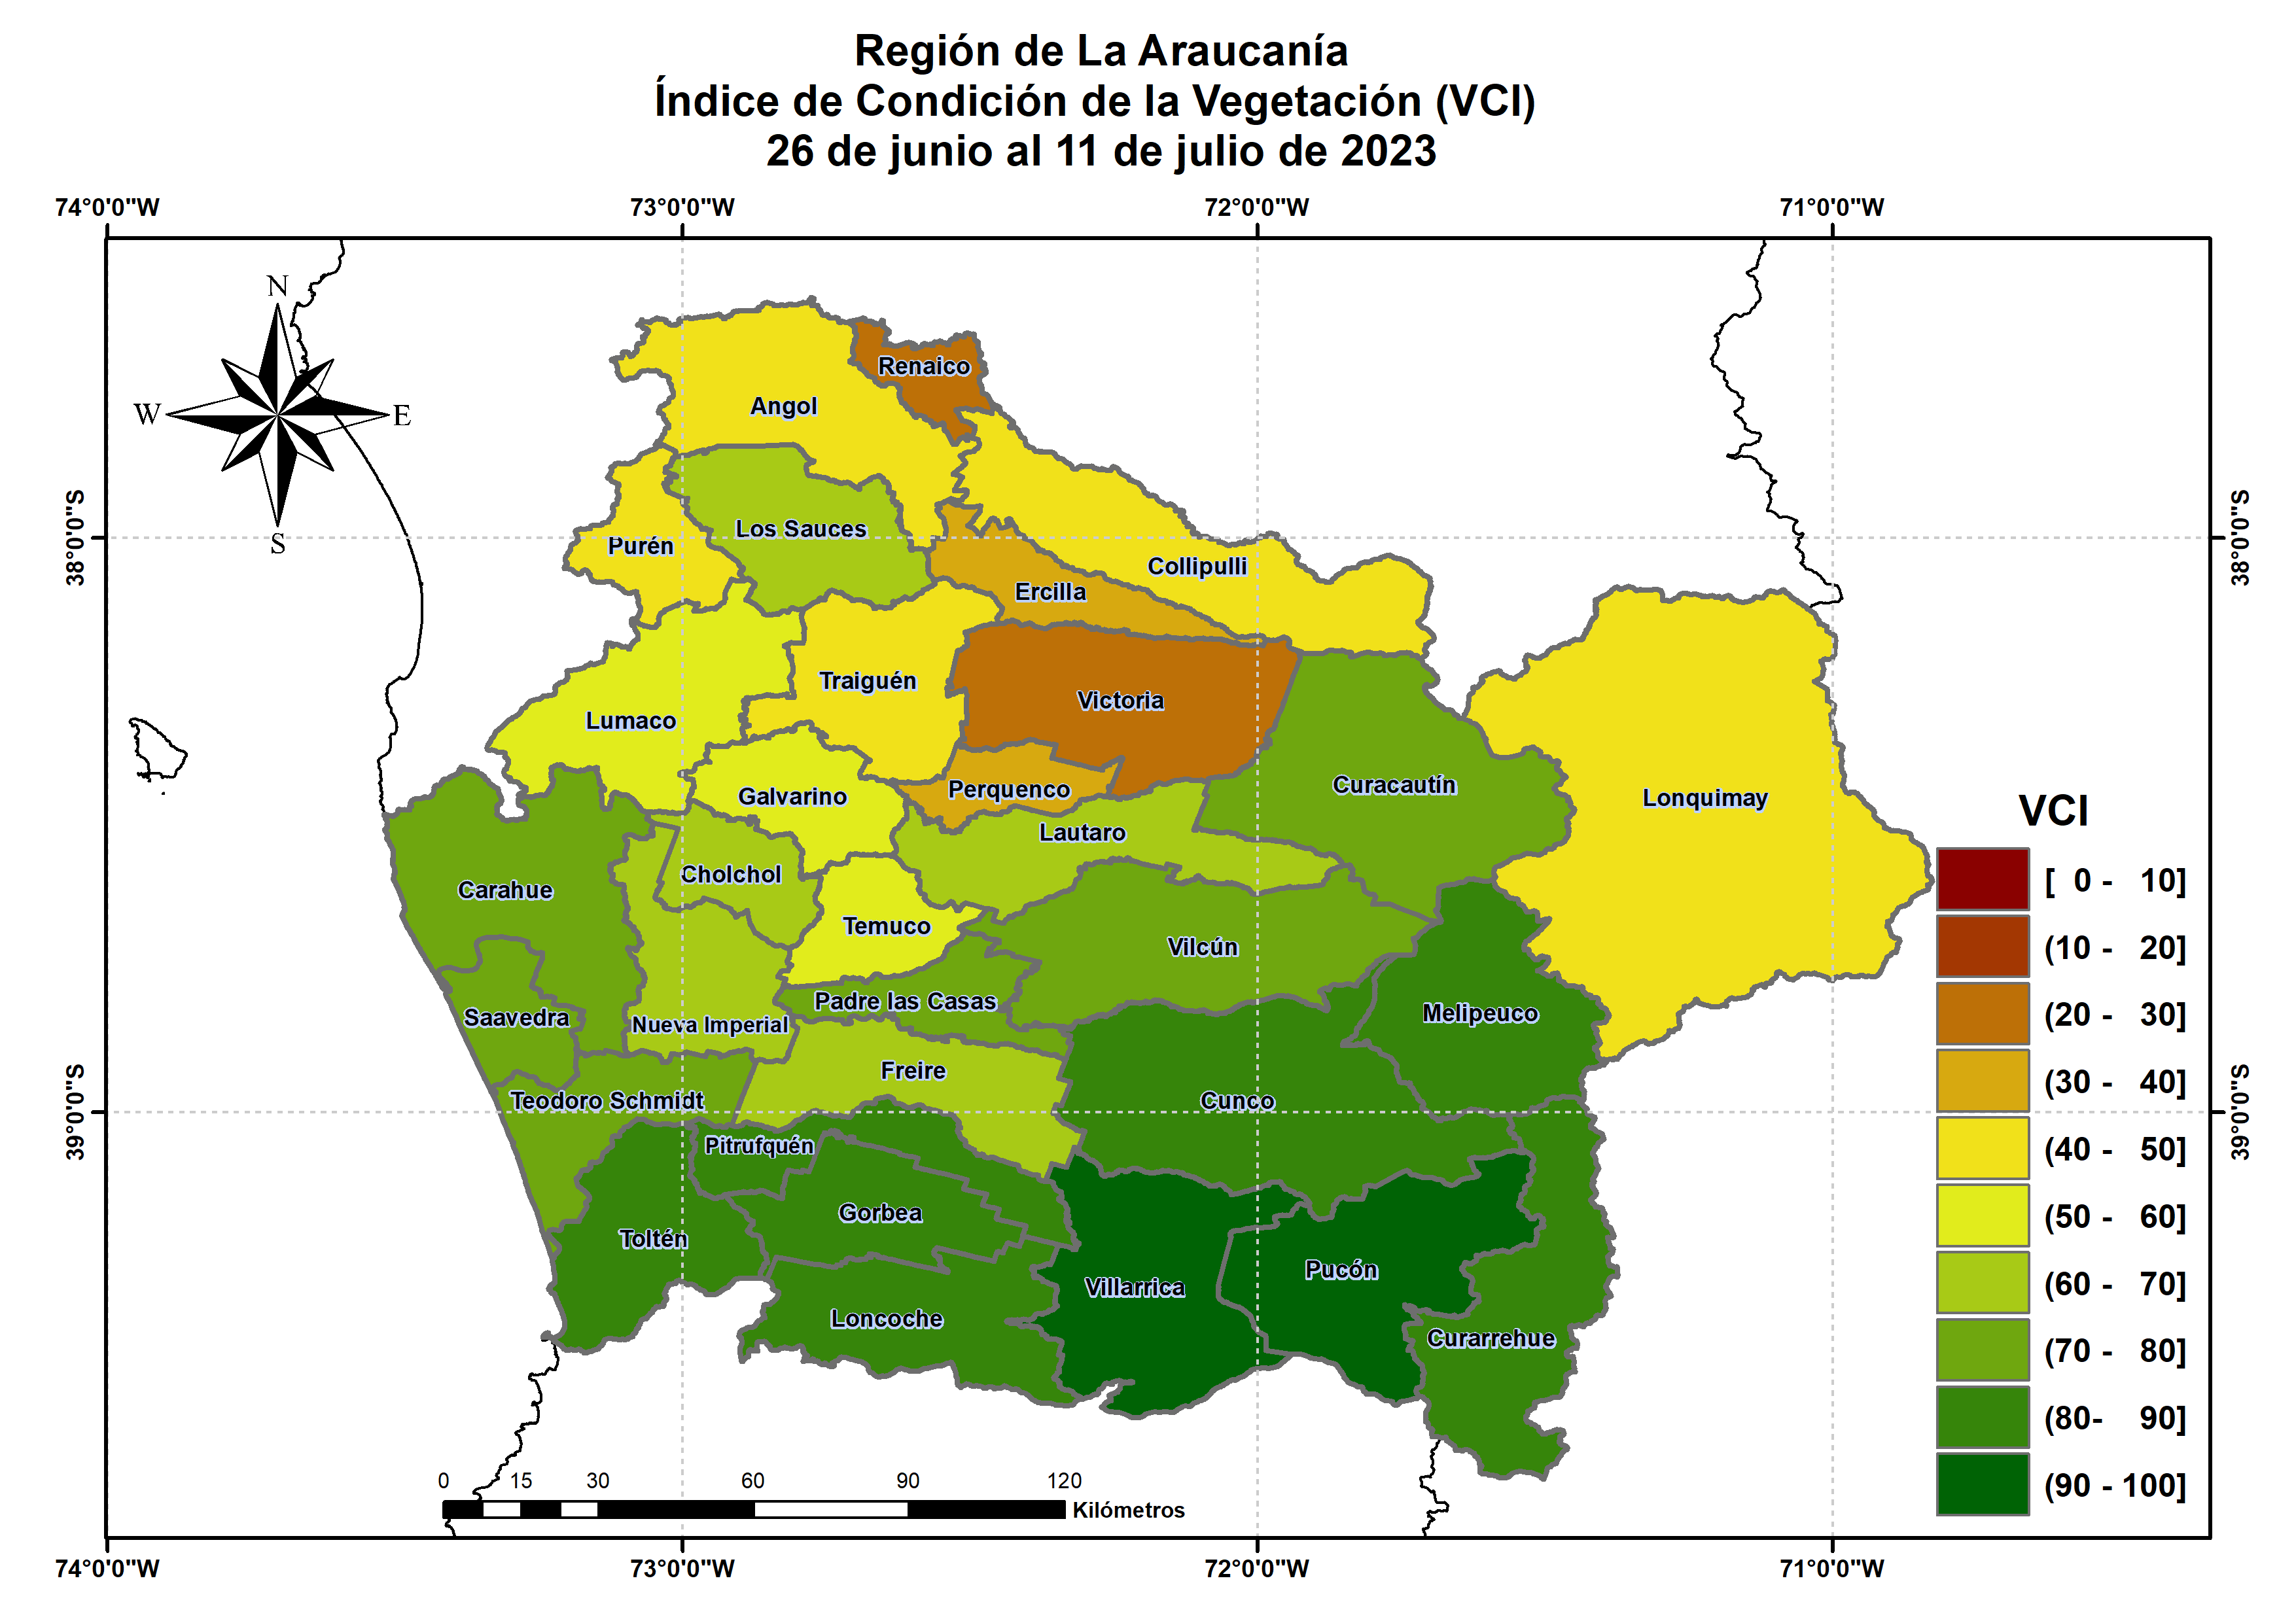 Región de La Araucanía
Índice de Condición de la Vegetación (VCI)
26 de junio al 11 de julio de 2023
74°0'0"W 73°0'0"W 72°0'0"W 71°0'0"W
N
W E
S
38°0'0"S
38°0'0"S
39°0'0"S
39°0'0"S
Renaico
Angol
Los Sauces
Purén
Collipulli
Ercilla
Traiguén
Victoria
Lumaco
Curacautín
Perquenco
Galvarino
Lonquimay
Lautaro
Cholchol
Carahue
Temuco
Vilcún
Padre las Casas
Melipeuco
Saavedra
Nueva Imperial
Freire
Teodoro Schmidt
Cunco
Pitrufquén
Gorbea
Toltén
Pucón
Villarrica
Loncoche
Curarrehue
VCI
[ 0 - 10]
(10 - 20]
(20 - 30]
(30 - 40]
(40 - 50]
(50 - 60]
(60 - 70]
(70 - 80]
(80- 90]
(90 - 100]
0 15 30 60 90 120
Kilómetros
74°0'0"W 73°0'0"W 72°0'0"W 71°0'0"W